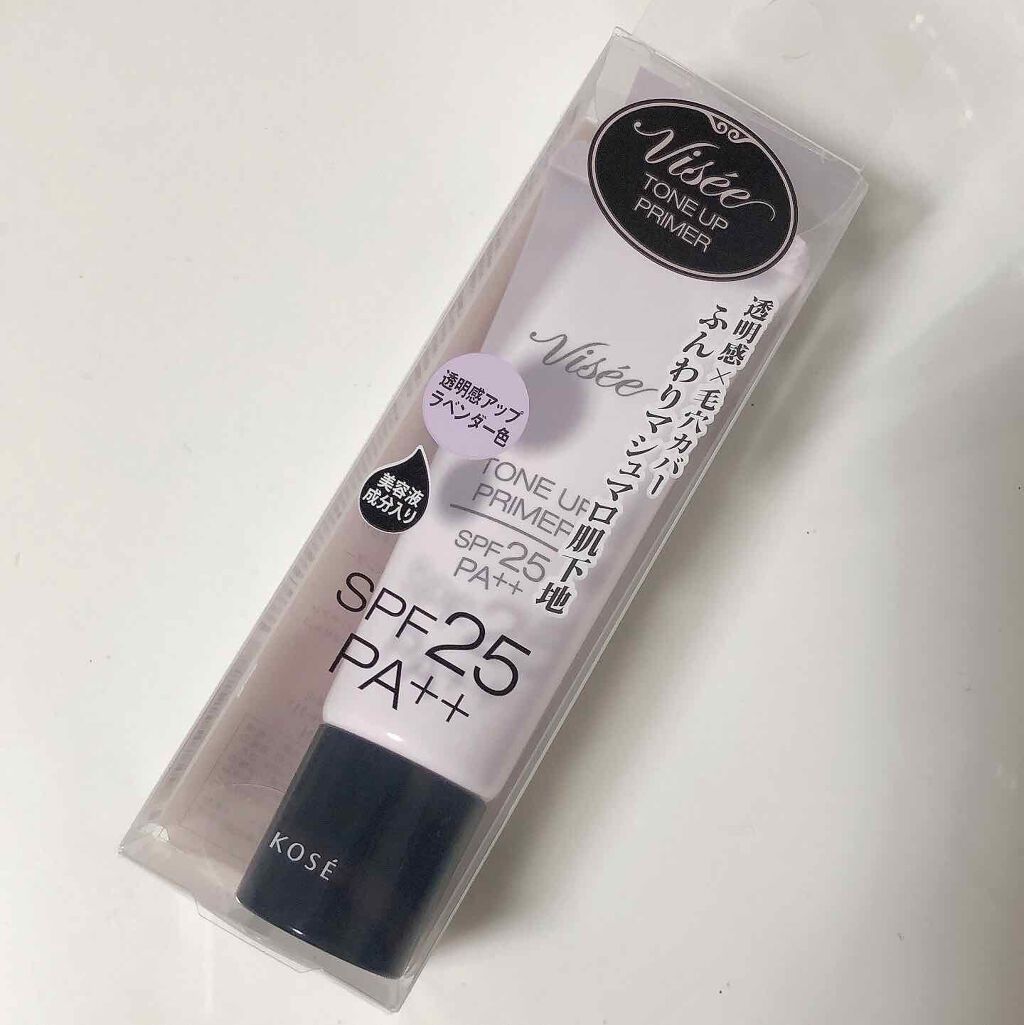 Visée
TONE UP
PRIMER
透明感×毛穴カバー
ふんわりマシュマロ肌下地
Visée
透明感アップ
ラベンダー色
美容液
成分入り
TONE UP
PRIMER
SPF25
PA++
SPF25
PA++
KOSÉ